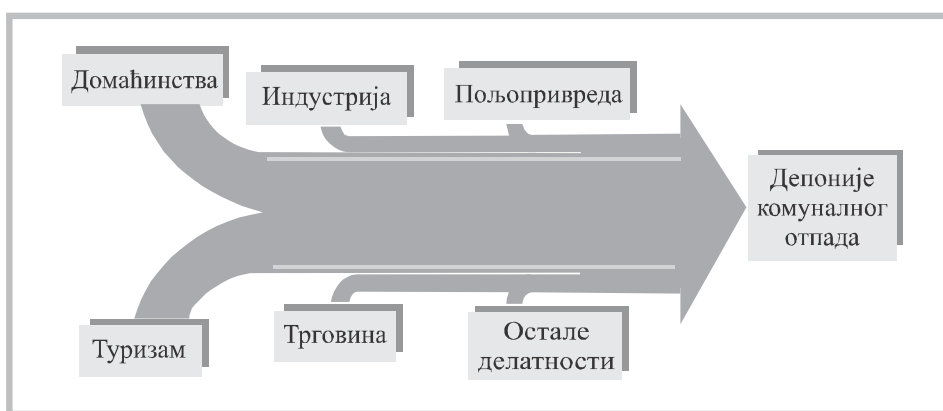 Домаћинства
Индустрија
Пољопривреда
Депоније
комуналног
отпада
Туризам
Трговина
Остале
делатности